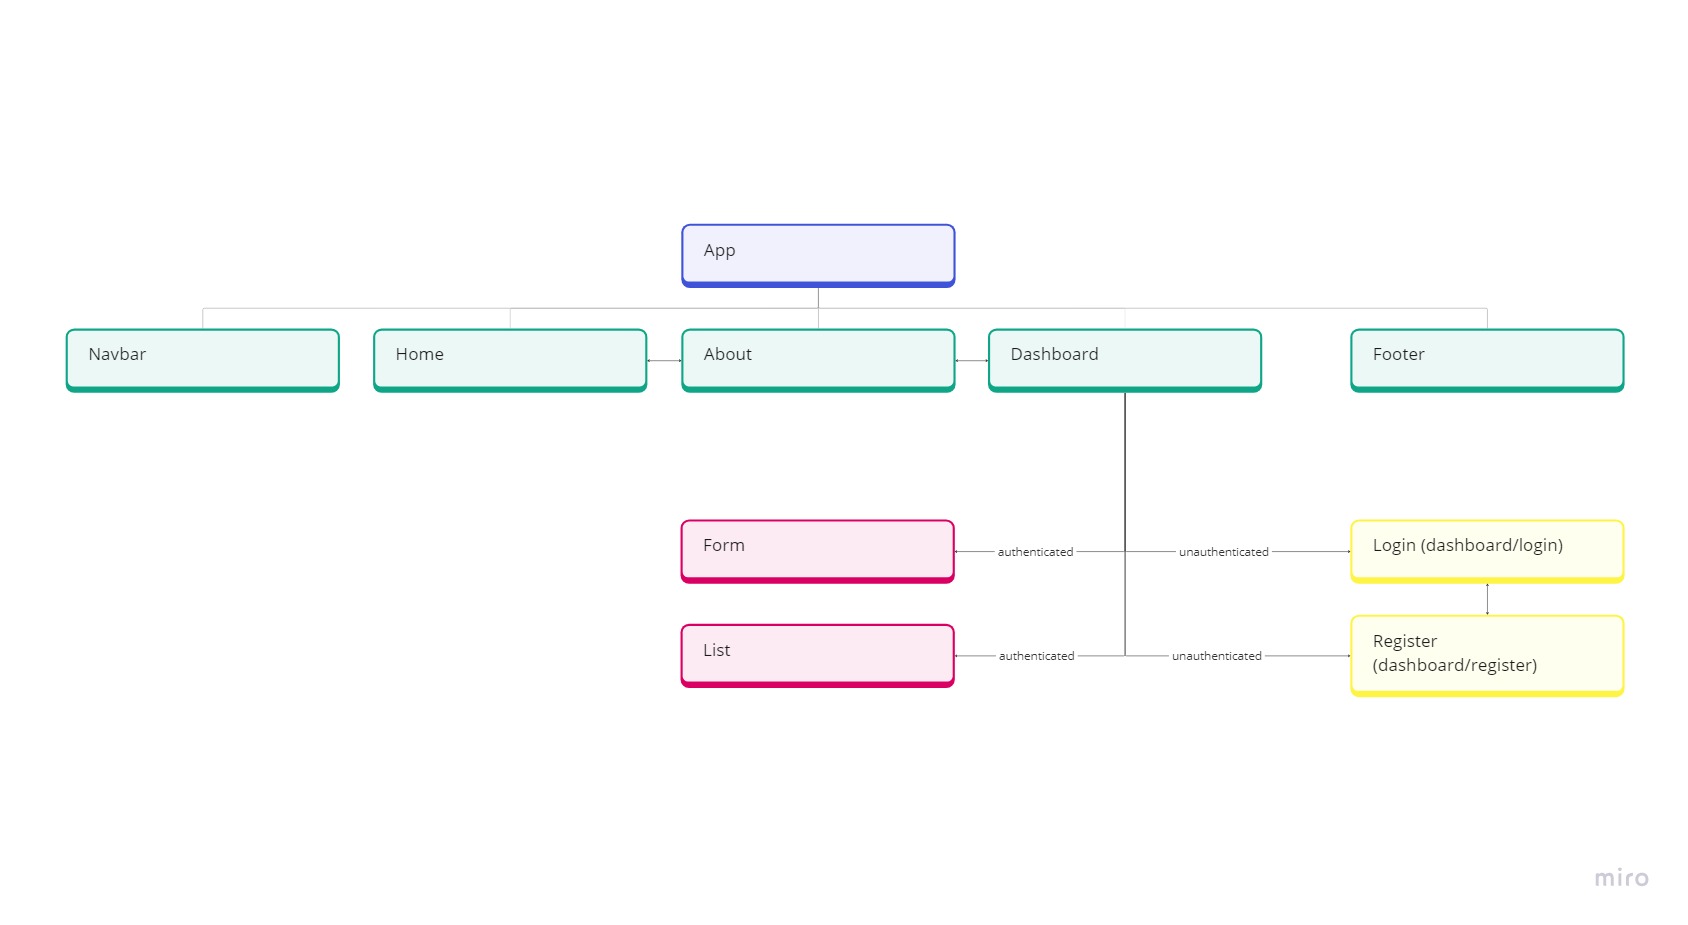 App
Navbar
Home
About
Dashboard
Footer
Form
authenticated
unauthenticated
Login (dashboard/login)
List
authenticated
unauthenticated
Register
(dashboard/register)
miro